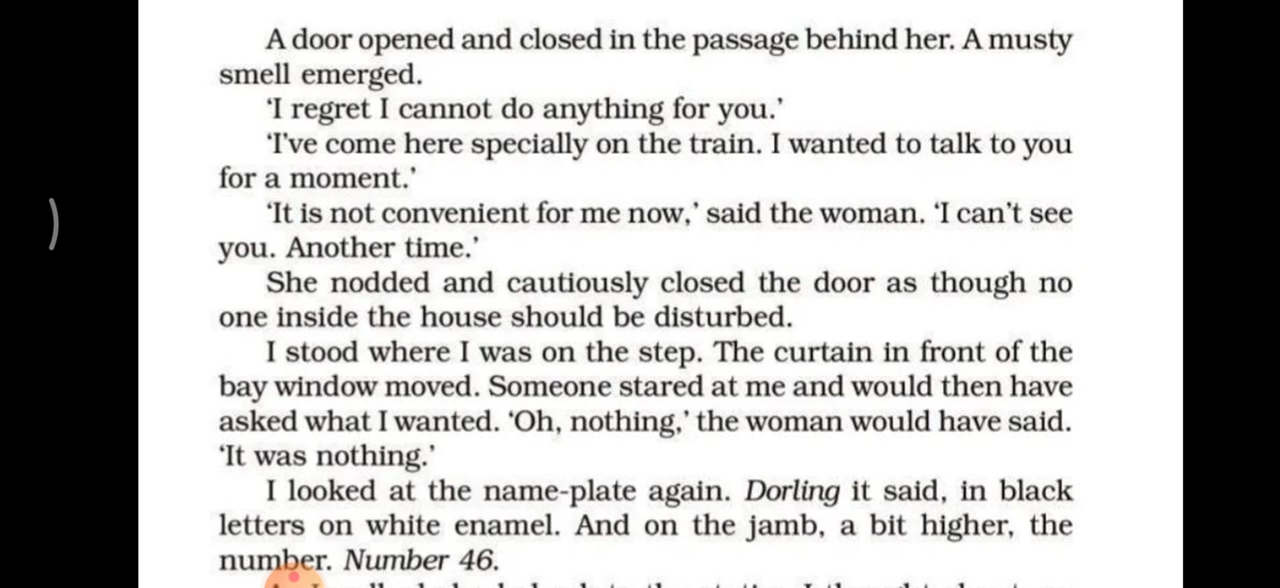 A door opened and closed in the passage behind her. A musty
smell emerged.
‘I regret I cannot do anything for you.’
‘I've come here specially on the train. I wanted to talk to you
for a moment.’
‘It is not convenient for me now,’ said the woman. ‘I can’t see
you. Another time.’
She nodded and cautiously closed the door as though no
one inside the house should be disturbed.
I stood where I was on the step. The curtain in front of the
bay window moved. Someone stared at me and would then have
asked what I wanted. ‘Oh, nothing,’ the woman would have said.
‘It was nothing.’
I looked at the name-plate again. Dorling it said, in black
letters on white enamel. And on the jamb, a bit higher, the
number. Number 46.